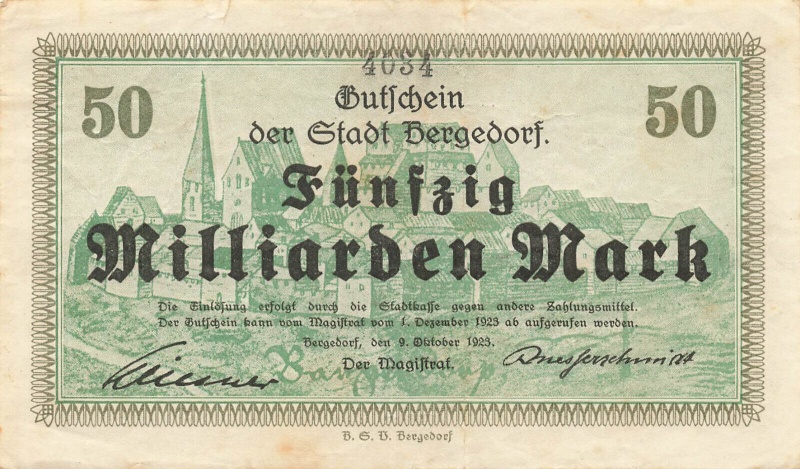 4034
50
50
Gutschein
der Stadt Bergedorf.
Fünfzig
Milliarden Mark
Die Einlösung erfolgt durch die Stadtkasse gegen andere Zahlungsmittel.
Der Gutschein kann vom Magistrat vom 1. Dezember 1923 ab aufgerufen werden.
Bergedorf, den 9. Oktober 1923.
Der Magistrat.
B. G. V. Bergedorf